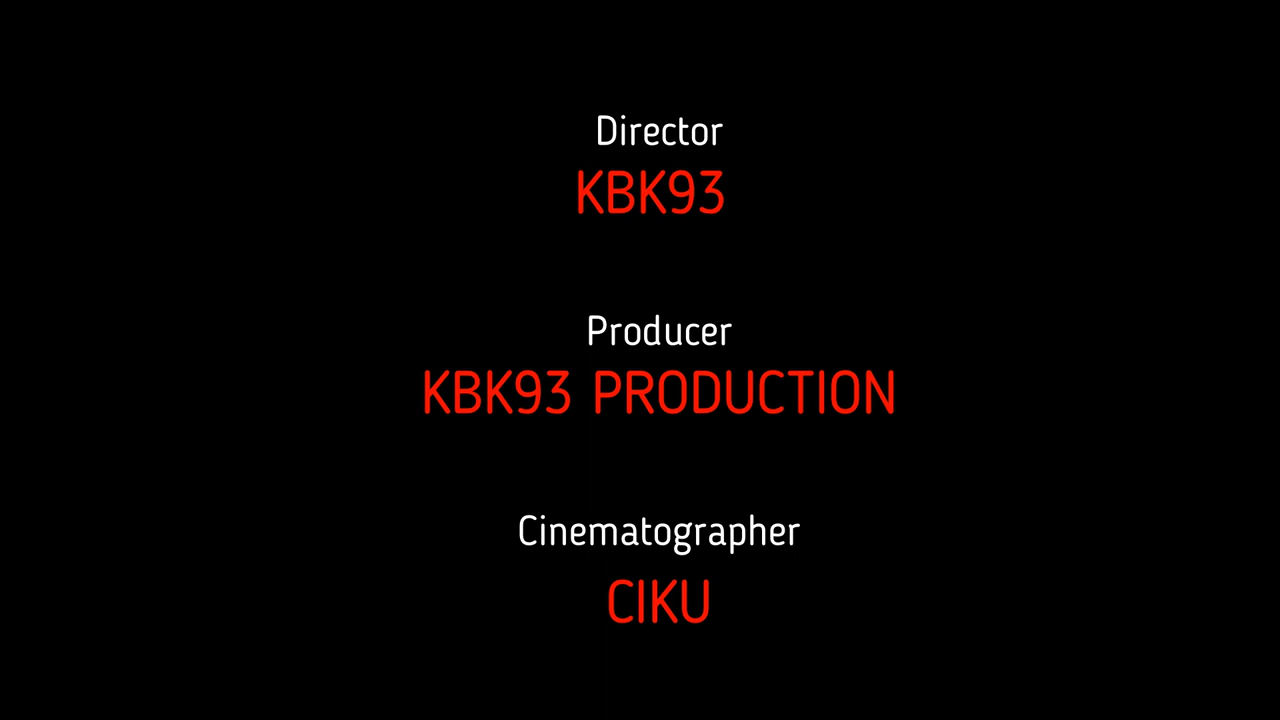 Director
KBK93
Producer
KBK93 PRODUCTION
Cinematographer
CIKU